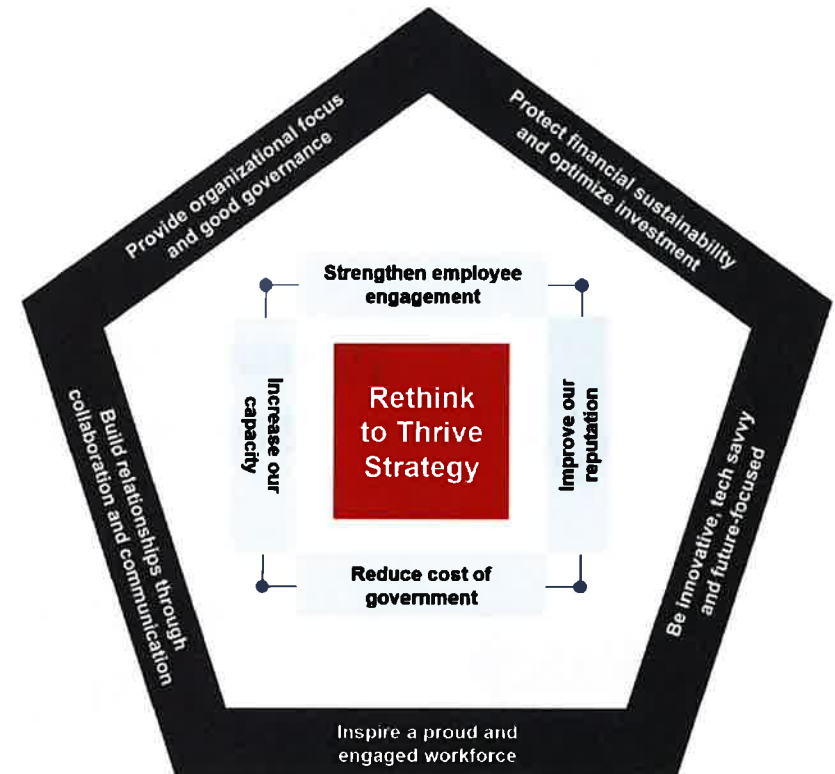 Provide organizational focus
and good governance
Protect financial sustainability
and optimize investment
Strengthen employee
engagement
Increase our
capacity
Rethink
to Thrive
Strategy
Improve our
reputation
Reduce cost of
government
Build relationships through
collaboration and communication
Be innovative, tech savvy
and future-focused
Inspire a proud and
engaged workforce